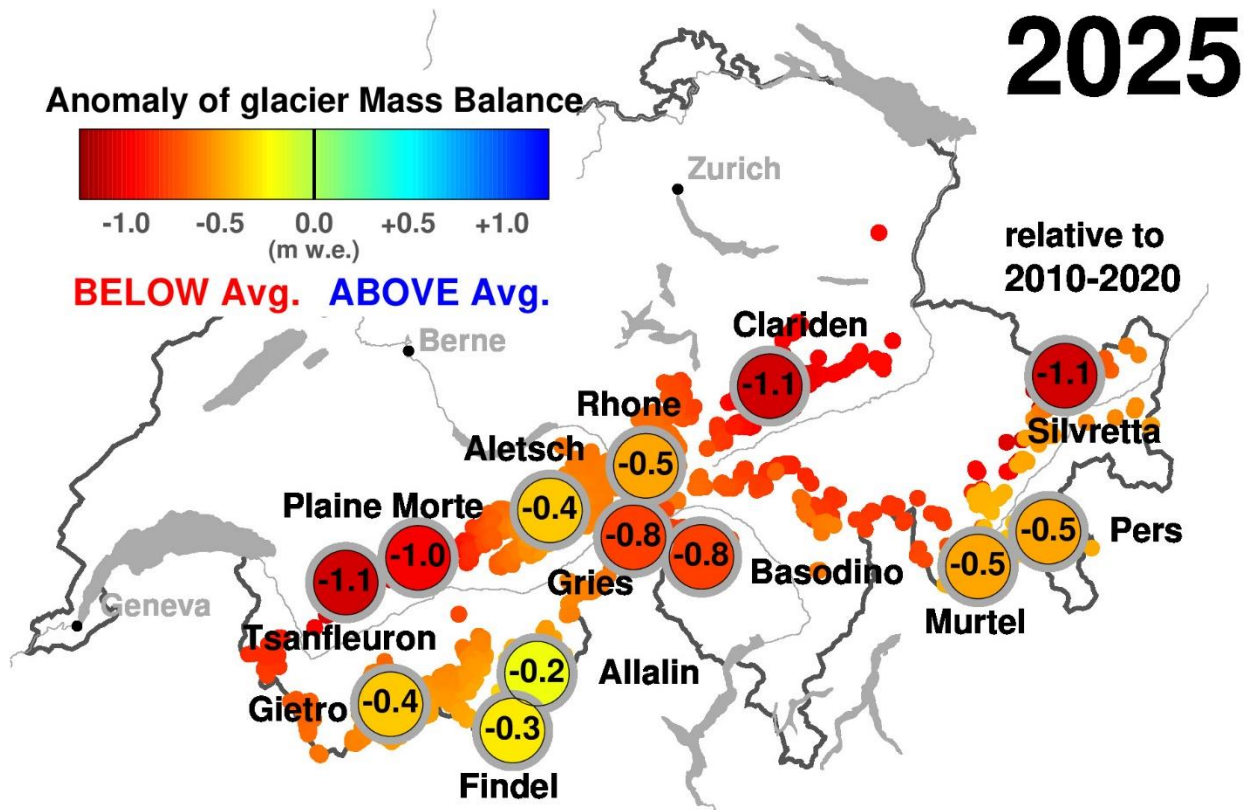 2025
Anomaly of glacier Mass Balance
-1.0 -0.5 0.0 +0.5 +1.0
(m w.e.)
BELOW Avg. ABOVE Avg.
relative to
2010-2020
Zurich
Berne
Geneva
Clariden
-1.1
-1.1
Silvretta
Rhone
-0.5
Aletsch
-0.4
Plaine Morte
-1.0
-1.1
Tsanfleuron
-0.8
Gries
-0.8
Basodino
-0.5
Pers
-0.5
Murtel
-0.2
Allalin
-0.4
Gietro
-0.3
Findel